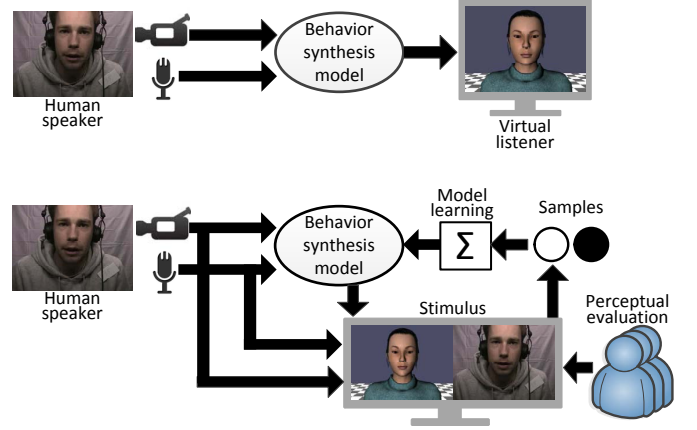 Human
speaker
Behavior
synthesis
model
Virtual
listener
Human
speaker
Behavior
synthesis
model
Model
learning
Σ
Samples
Stimulus
Perceptual
evaluation